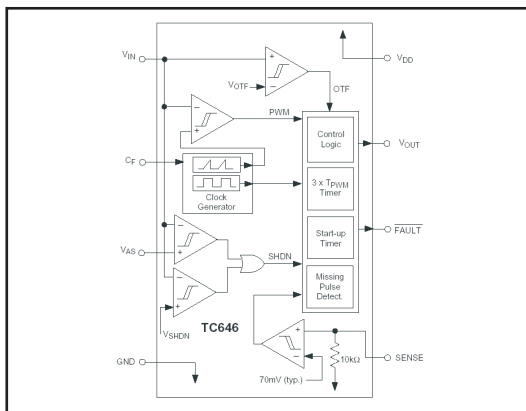 VIN
VDD
+
−
VOTF
OTF
−
+
PWM
Control
Logic
VOUT
CF
3 x TPWM
Timer
Clock
Generator
Start-up
Timer
FAULT
−
+
VAS
SHDN
−
+
Missing
Pulse
Detect.
VSHDN
TC646
+
−
GND
10kΩ
SENSE
70mV (typ.)